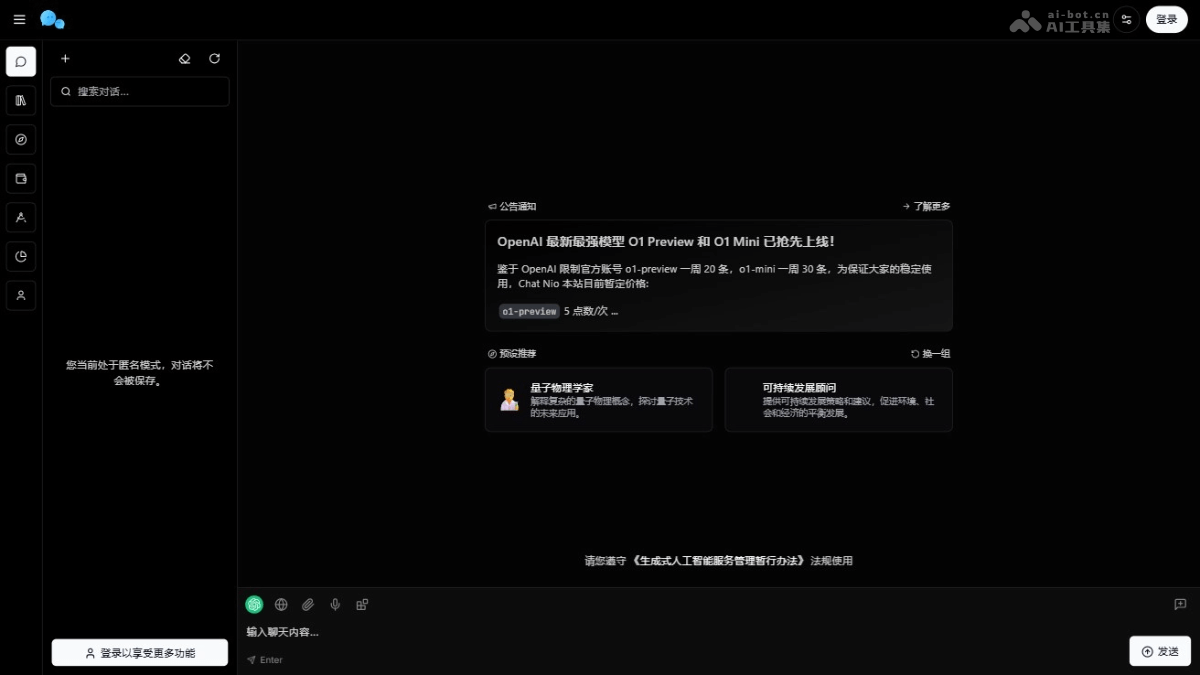 ai-bot.cn
AI工具集
登录
搜索对话...
公告通知
了解更多
OpenAI 最新最强模型 O1 Preview 和 O1 Mini 已抢先上线！
鉴于 OpenAI 限制官方账号 o1-preview 一周 20 条，o1-mini 一周 30 条，为保证大家的稳定使
用，Chat Nio 本站目前暂定价格:
o1-preview 5 点数/次 ...
预设推荐
换一组
量子物理学家
解释复杂的量子物理概念，探讨量子技术
的未来应用。
可持续发展顾问
提供可持续发展策略和建议，促进环境、社
会和经济的平衡发展。
您当前处于匿名模式，对话将不
会被保存。
请您遵守《生成式人工智能服务管理暂行办法》法规使用
输入聊天内容...
Enter
登录以享受更多功能
发送